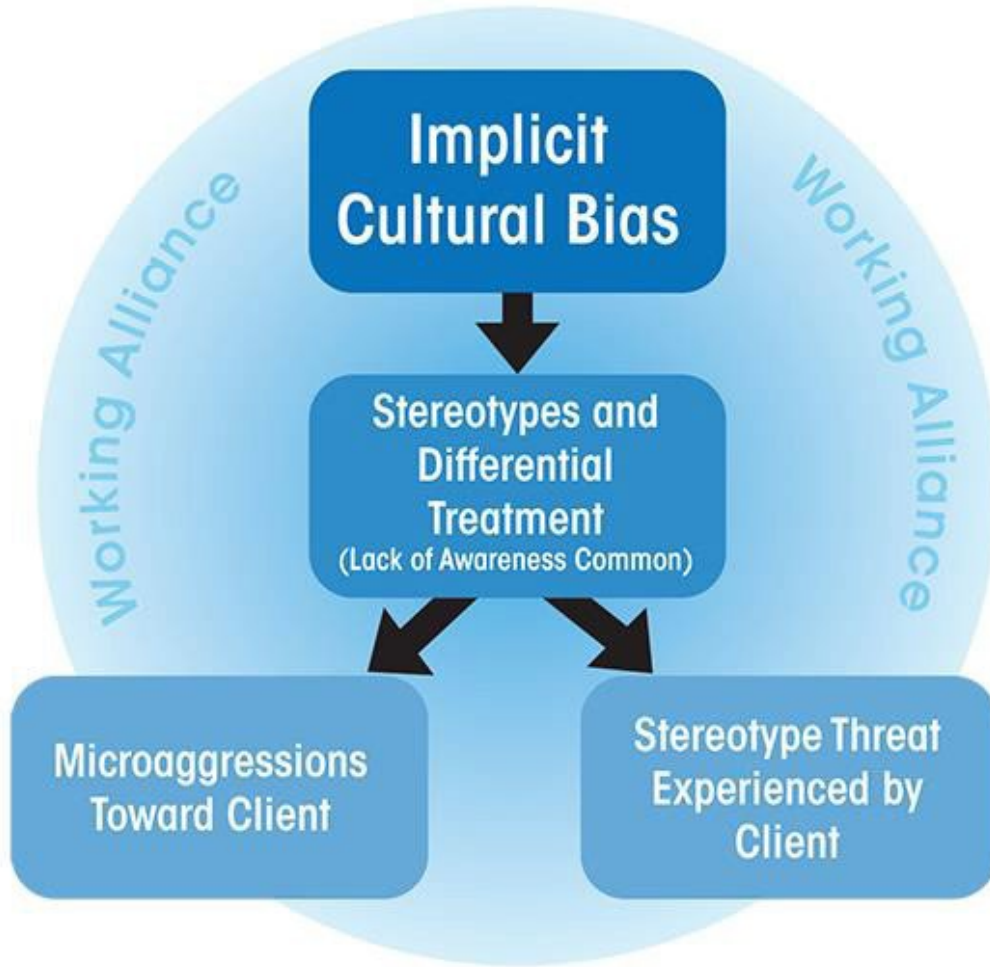 Implicit
Cultural Bias
Working Alliance
Working Alliance
Stereotypes and
Differential
Treatment
(Lack of Awareness Common)
Microaggressions
Toward Client
Stereotype Threat
Experienced by
Client